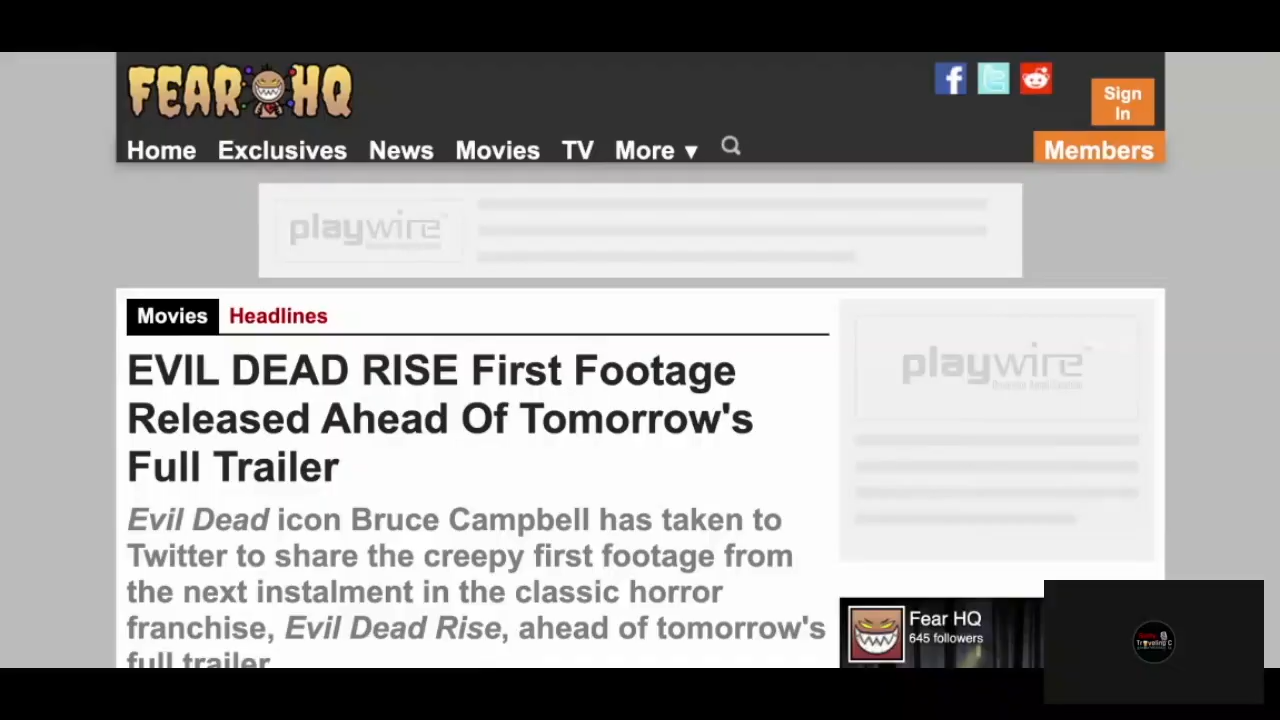 FEAR HQ
Sign
In
Home Exclusives News Movies TV More ▼
Members
playwire
Movies Headlines
playwire
EVIL DEAD RISE First Footage
Released Ahead Of Tomorrow's
Full Trailer
Evil Dead icon Bruce Campbell has taken to
Twitter to share the creepy first footage from
the next instalment in the classic horror
franchise, Evil Dead Rise, ahead of tomorrow's
full trailer
Fear HQ
645 followers